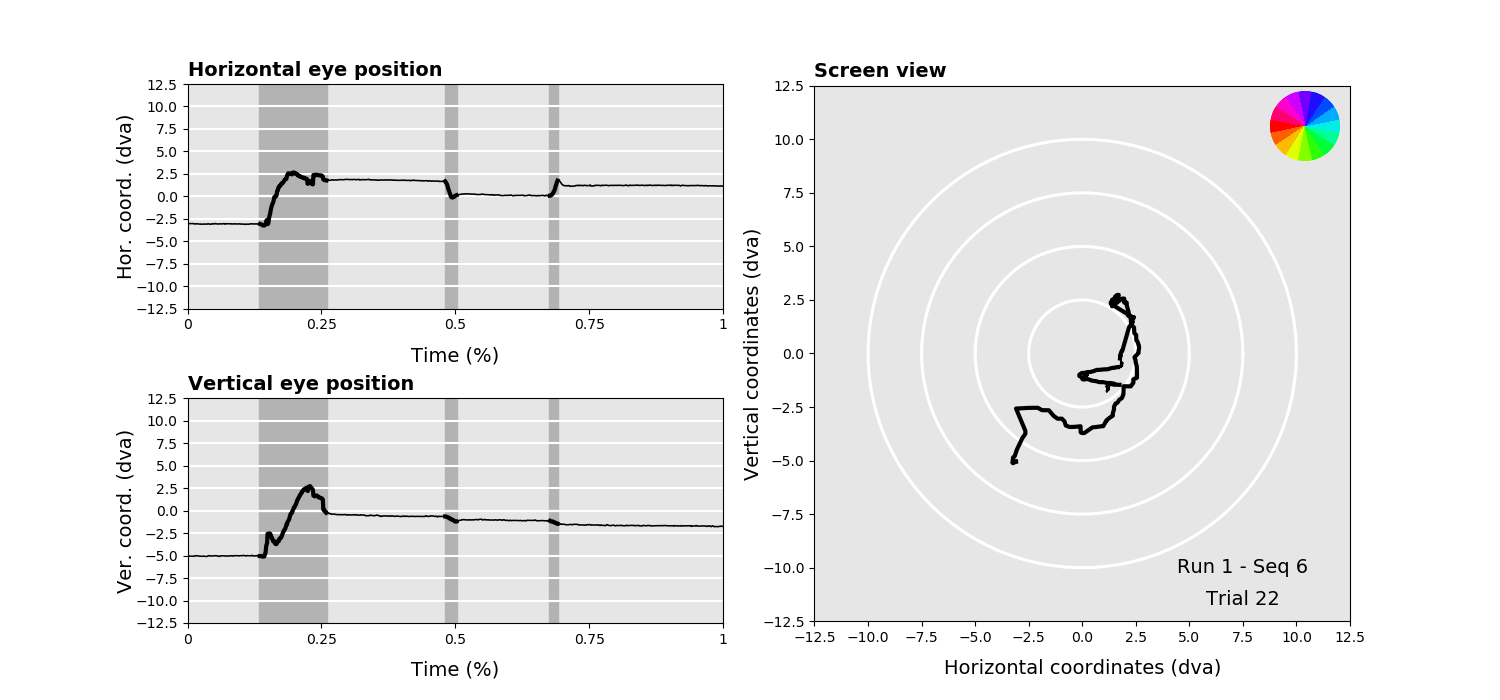 Horizontal eye position
Hor. coord. (dva)
12.5
10.0
7.5
5.0
2.5
0.0
−2.5
−5.0
−7.5
−10.0
−12.5
0 0.25 0.5 0.75 1
Time (%)
Vertical eye position
Ver. coord. (dva)
12.5
10.0
7.5
5.0
2.5
0.0
−2.5
−5.0
−7.5
−10.0
−12.5
0 0.25 0.5 0.75 1
Time (%)
Screen view
Vertical coordinates (dva)
12.5
10.0
7.5
5.0
2.5
0.0
−2.5
−5.0
−7.5
−10.0
−12.5
Run 1 - Seq 6
Trial 22
−12.5 −10.0 −7.5 −5.0 −2.5 0.0 2.5 5.0 7.5 10.0 12.5
Horizontal coordinates (dva)